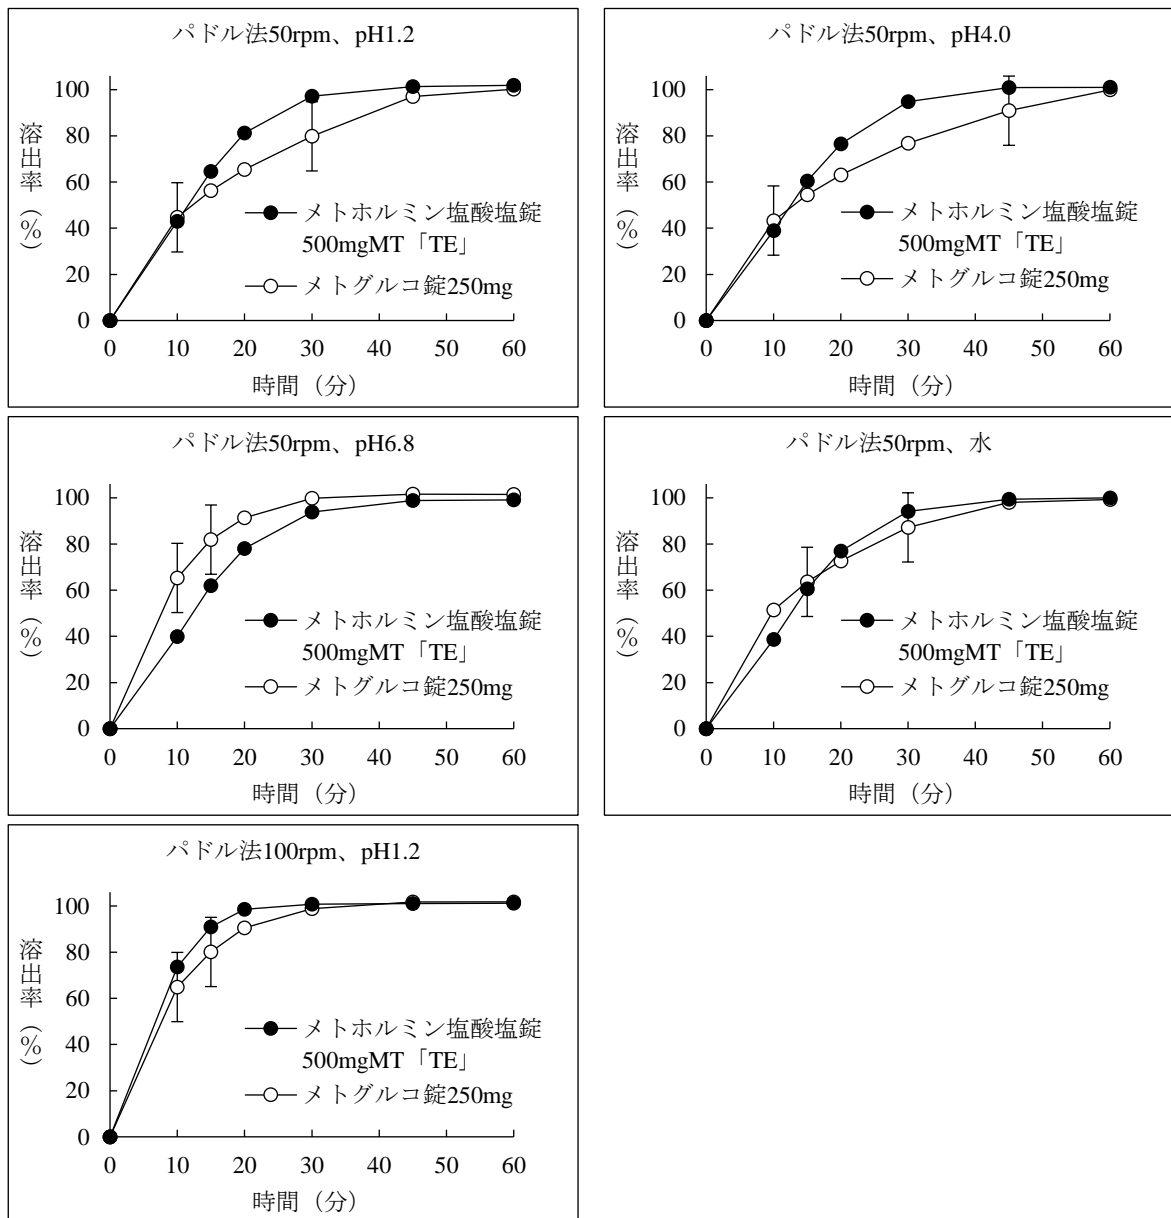 パドル法50rpm、pH1.2
溶出率(%)
100
80
60
40
20
0
メトホルミン塩酸塩錠
500mgMT「TE」
メトグルコ錠250mg
0 10 20 30 40 50 60
時間(分)
パドル法50rpm、pH4.0
溶出率(%)
100
80
60
40
20
0
メトホルミン塩酸塩錠
500mgMT「TE」
メトグルコ錠250mg
0 10 20 30 40 50 60
時間(分)
パドル法50rpm、pH6.8
溶出率(%)
100
80
60
40
20
0
メトホルミン塩酸塩錠
500mgMT「TE」
メトグルコ錠250mg
0 10 20 30 40 50 60
時間(分)
パドル法50rpm、水
溶出率(%)
100
80
60
40
20
0
メトホルミン塩酸塩錠
500mgMT「TE」
メトグルコ錠250mg
0 10 20 30 40 50 60
時間(分)
パドル法100rpm、pH1.2
溶出率(%)
100
80
60
40
20
0
メトホルミン塩酸塩錠
500mgMT「TE」
メトグルコ錠250mg
0 10 20 30 40 50 60
時間(分)